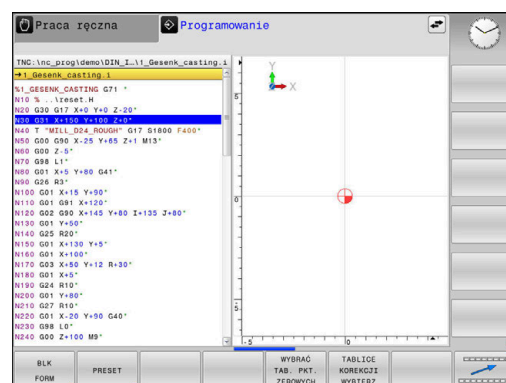 Praca ręczna
Programowanie
TNC:\nc_prog\demo\DIN_I…\1_Gesenk_casting.i
→1_Gesenk_casting.i
%1_GESENK_CASTING G71 *
N10 % ..\reset.H
N20 G30 G17 X+0 Y+0 Z-20*
N30 G31 X+150 Y+100 Z+0*
N40 T "MILL_D24_ROUGH" G17 S1800 F400*
N50 G00 G90 X-25 Y+65 Z+1 M13*
N60 G00 Z-5*
N70 G98 L1*
N80 G01 X+5 Y+80 G41*
N90 G26 R3*
N100 G01 X+15 Y+90*
N110 G01 G91 X+120*
N120 G02 G90 X+145 Y+80 I+135 J+80*
N130 G01 Y+50*
N140 G25 R20*
N150 G01 X+130 Y+5*
N160 G01 X+100*
N170 G03 X+50 Y+12 R+30*
N180 G01 X+5*
N190 G24 R10*
N200 G01 Y+80*
N210 G27 R10*
N220 G01 X-20 Y+90 G40*
N230 G98 L0*
N240 G00 Z+100 M9*
Y
X
5
0
-5
-5
0
BLK
FORM
PRESET
WYBRAĆ
TAB. PKT.
ZEROWYCH
TABLICE
KOREKCJI
WYBIERZ